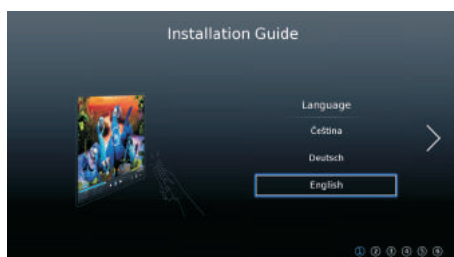 Installation Guide
Language
Čeština
Deutsch
English
1 2 3 4 5 6